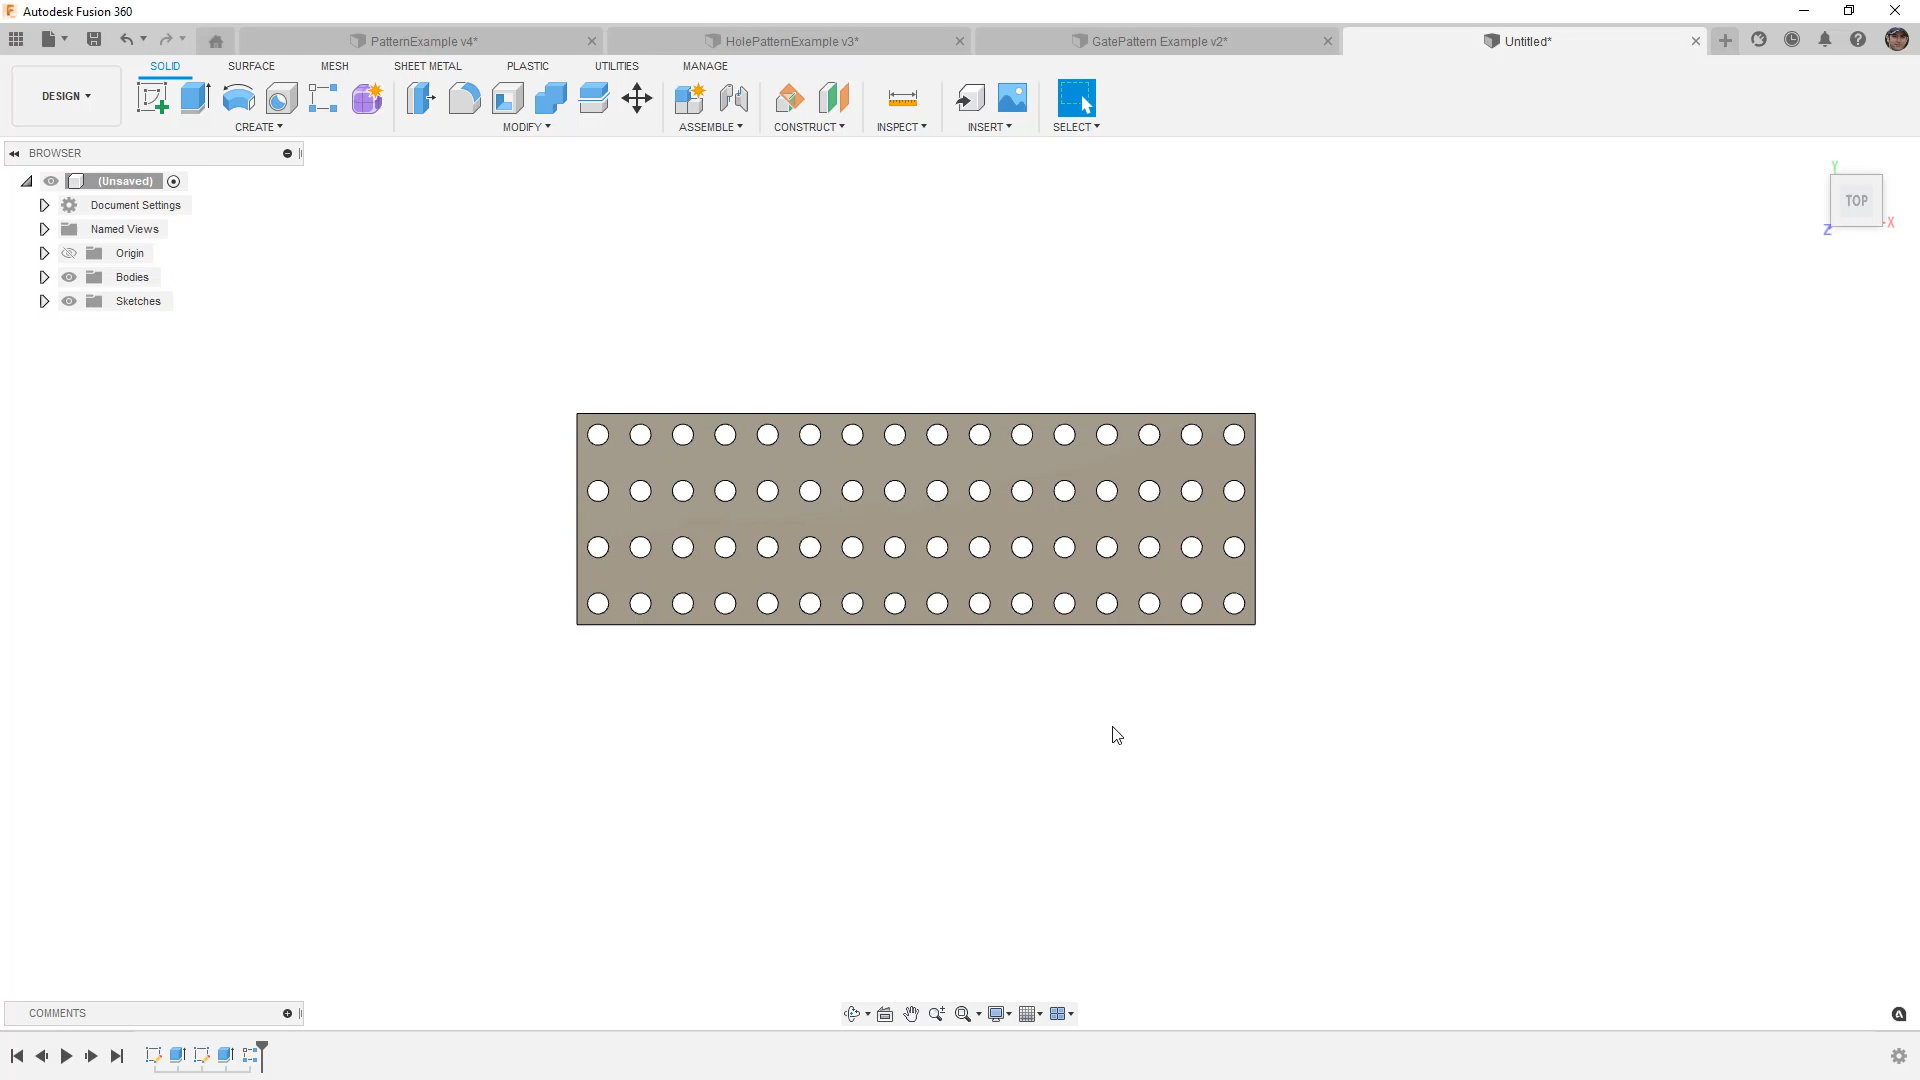 Autodesk Fusion 360
PatternExample v4*
HolePatternExample v3*
GatePattern Example v2*
Untitled*
SOLID SURFACE MESH SHEET METAL PLASTIC UTILITIES MANAGE
DESIGN
CREATE MODIFY ASSEMBLE CONSTRUCT INSPECT INSERT SELECT
BROWSER
(Unsaved)
Document Settings
Named Views
Origin
Bodies
Sketches
Y
TOP
X
Z
COMMENTS